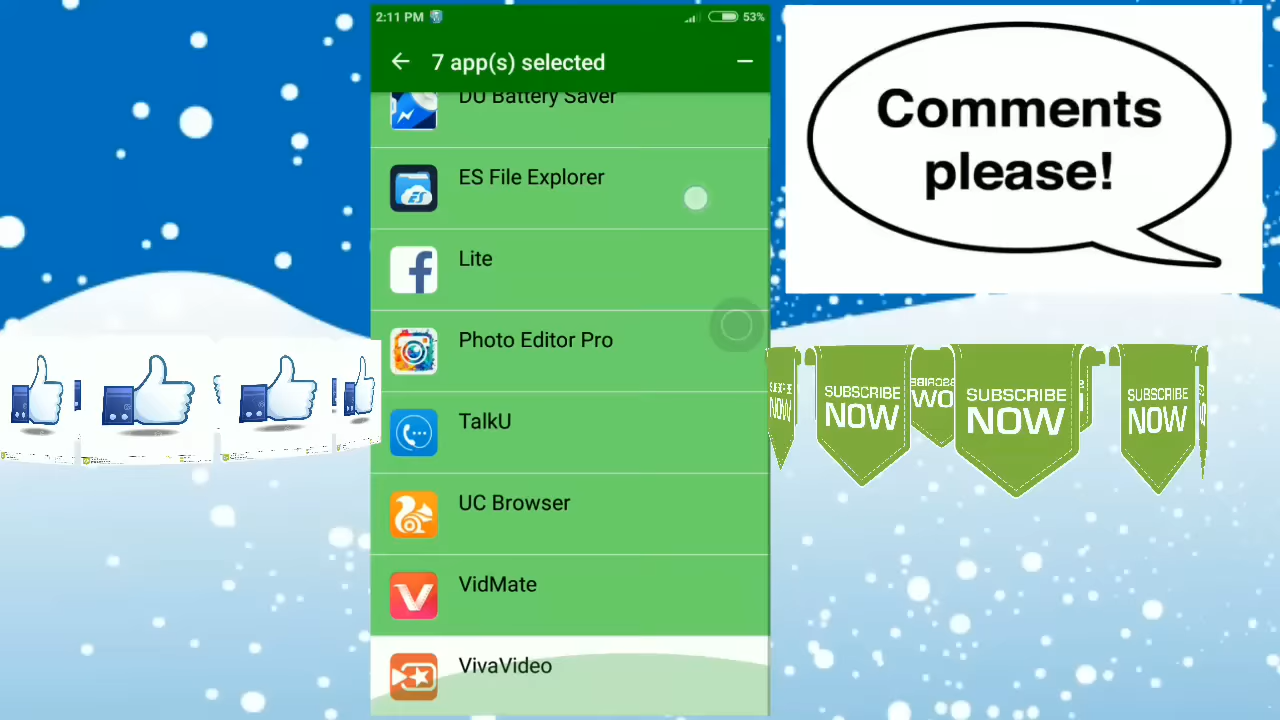 2:11 PM
53%
7 app(s) selected
DU Battery Saver
ES File Explorer
ES
Lite
Photo Editor Pro
TalkU
UC Browser
VidMate
VivaVideo
Comments
please!
SUBSCRIBE
NOW
SUBSCRIBE
NOW
SUBSCRIBE
NOW